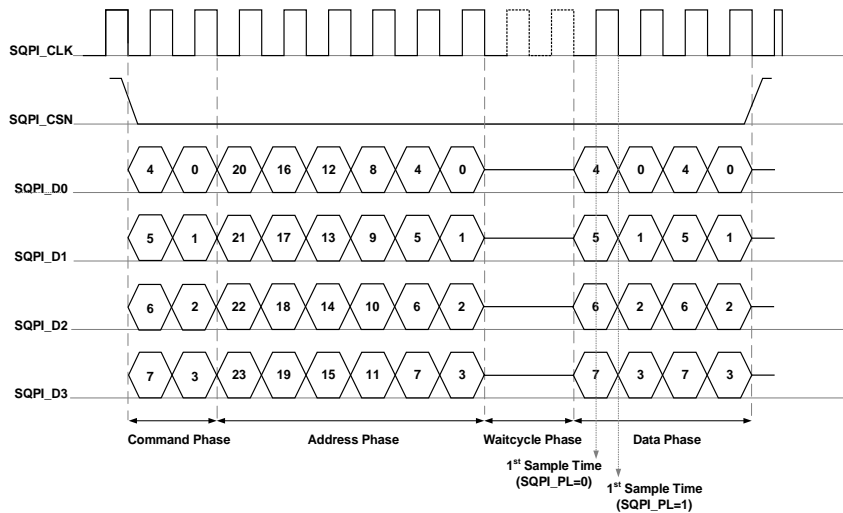 SQPI_CLK
SQPI_CSN
SQPI_D0
4 0 20 16 12 8 4 0 4 0 4 0
SQPI_D1
5 1 21 17 13 9 5 1 5 1 5 1
SQPI_D2
6 2 22 18 14 10 6 2 6 2 6 2
SQPI_D3
7 3 23 19 15 11 7 3 7 3 7 3
Command Phase Address Phase Waitcycle Phase Data Phase
1st Sample Time
(SQPI_PL=0)
1st Sample Time
(SQPI_PL=1)